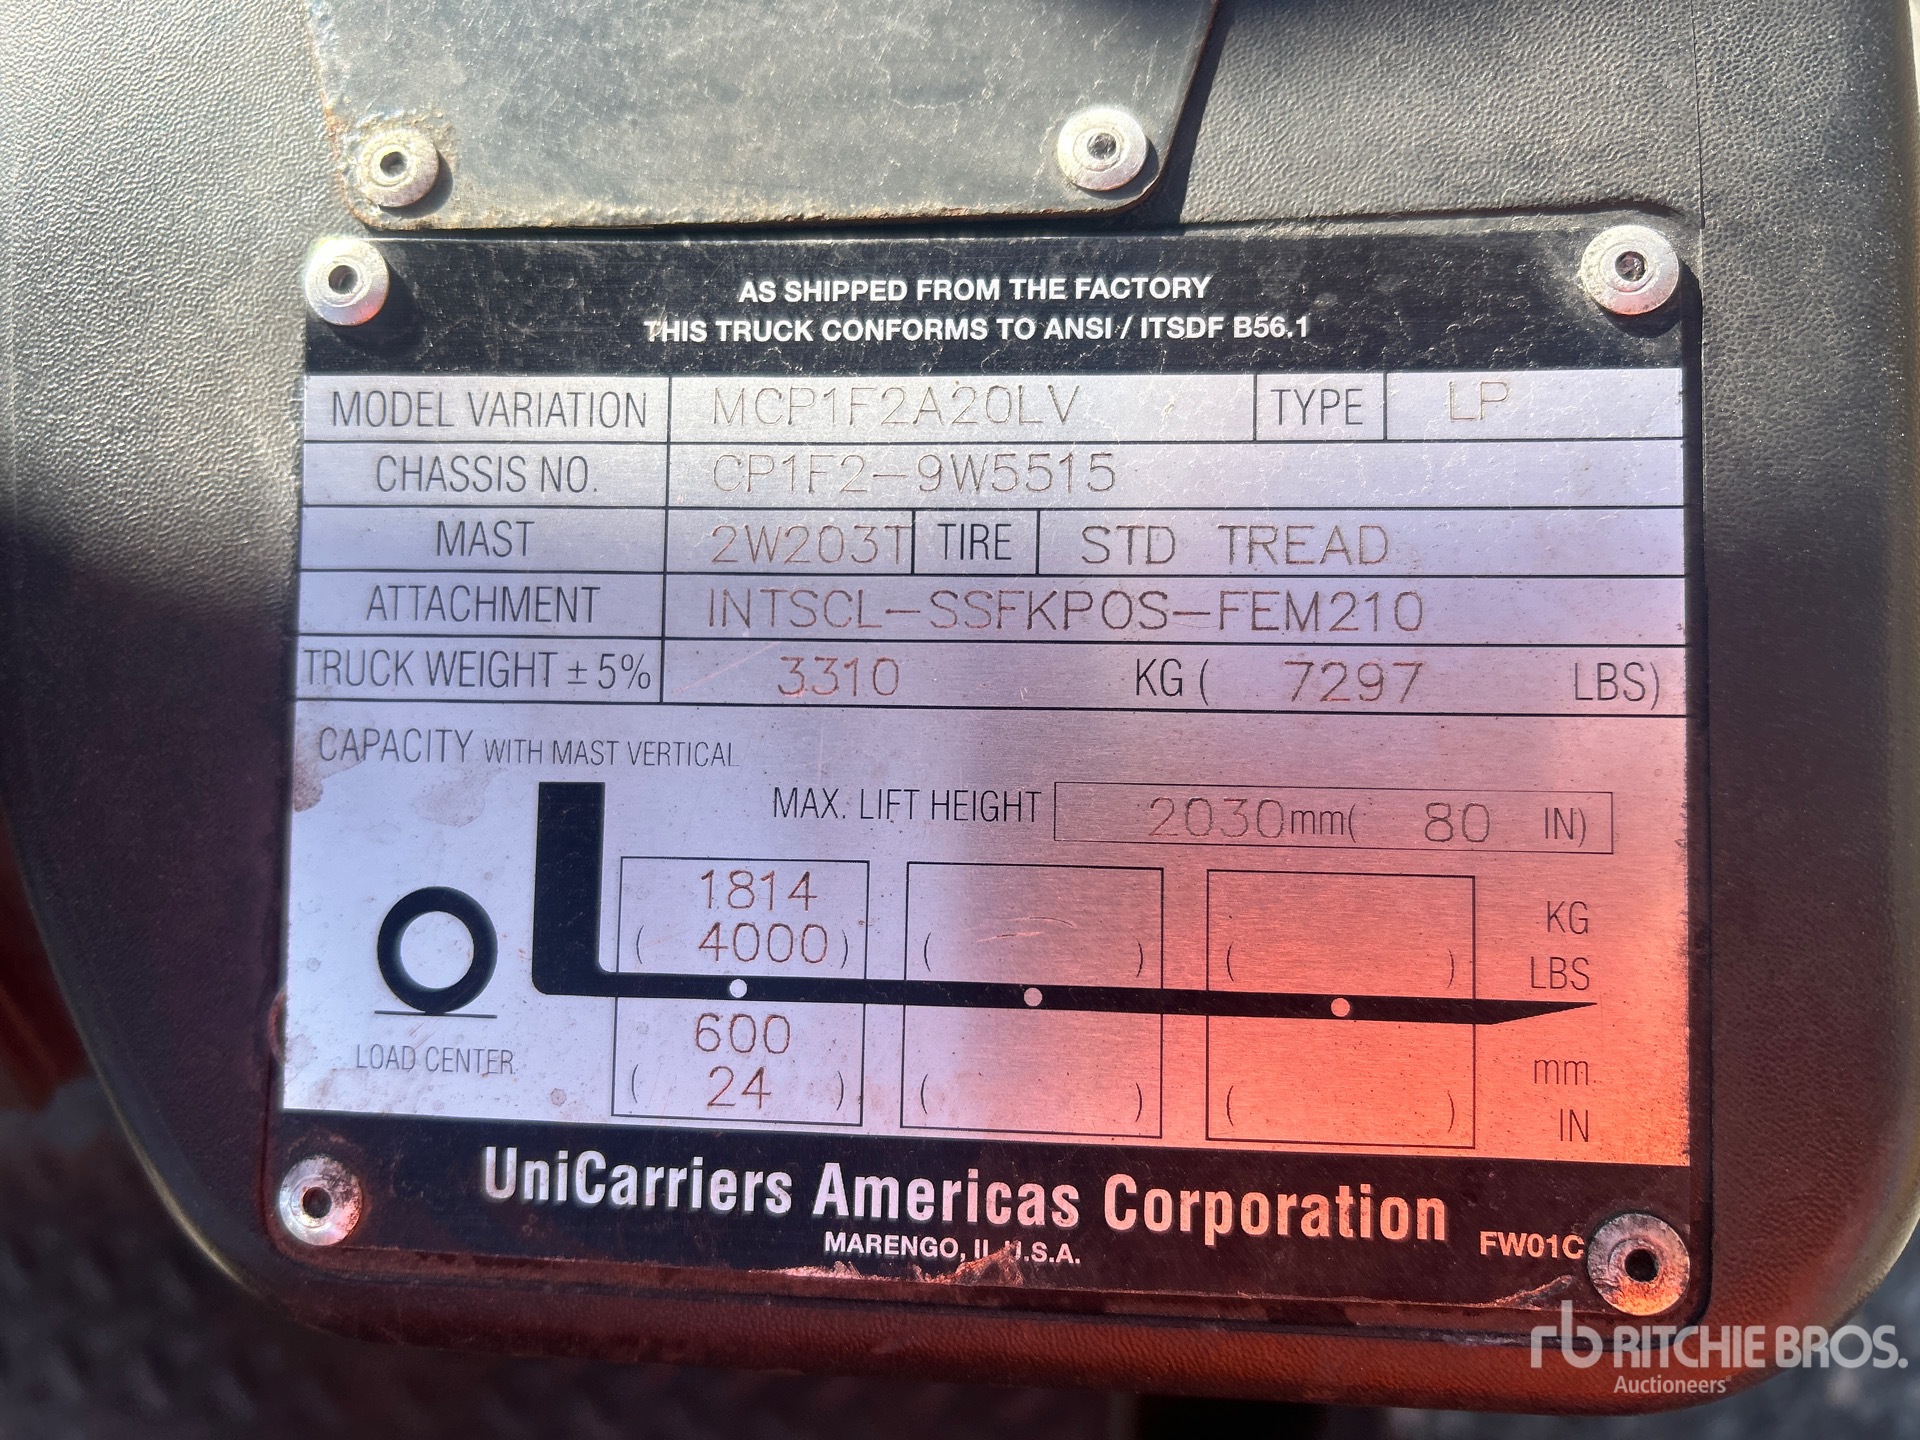 AS SHIPPED FROM THE FACTORY
THIS TRUCK CONFORMS TO ANSI / ITSDF B56.1
MODEL VARIATION MCP1F2A20LV TYPE LP
CHASSIS NO. CP1F2-9W5515
MAST 2W203T TIRE STD TREAD
ATTACHMENT INTSCL-SSFKPOS-FEM210
TRUCK WEIGHT ± 5% 3310 KG ( 7297 LBS)
CAPACITY WITH MAST VERTICAL
MAX. LIFT HEIGHT 2030mm( 80 IN)
1814 KG
( 4000 ) ( ) ( ) LBS
600 mm
LOAD CENTER ( 24 ) ( ) ( ) IN
UniCarriers Americas Corporation
MARENGO, U.S.A. FW01C
rb RITCHIE BROS.
Auctioneers